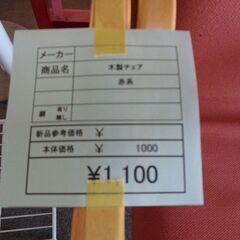 メーカー
商品名 木製チェア
赤系
鍵 有り 無し
新品参考価格 ¥
本体価格 ¥ 1000
¥1,100